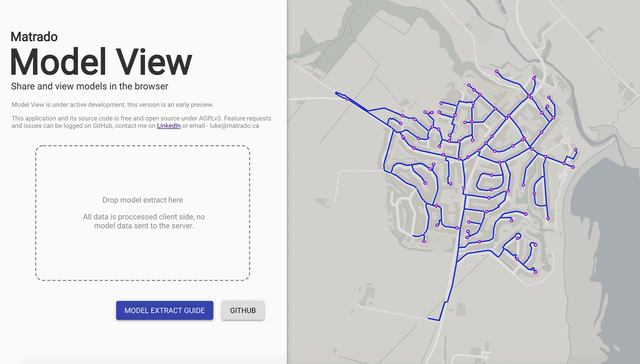 Matrado
Model View
Share and view models in the browser
Model View is under active development, this version is an early preview.
This application and its source code is free and open source under AGPLv3. Feature requests
and issues can be logged on GitHub, contact me on LinkedIn or email - luke@matrado.ca
Drop model extract here
All data is proccessed client side, no
model data sent to the server.
MODEL EXTRACT GUIDE
GITHUB